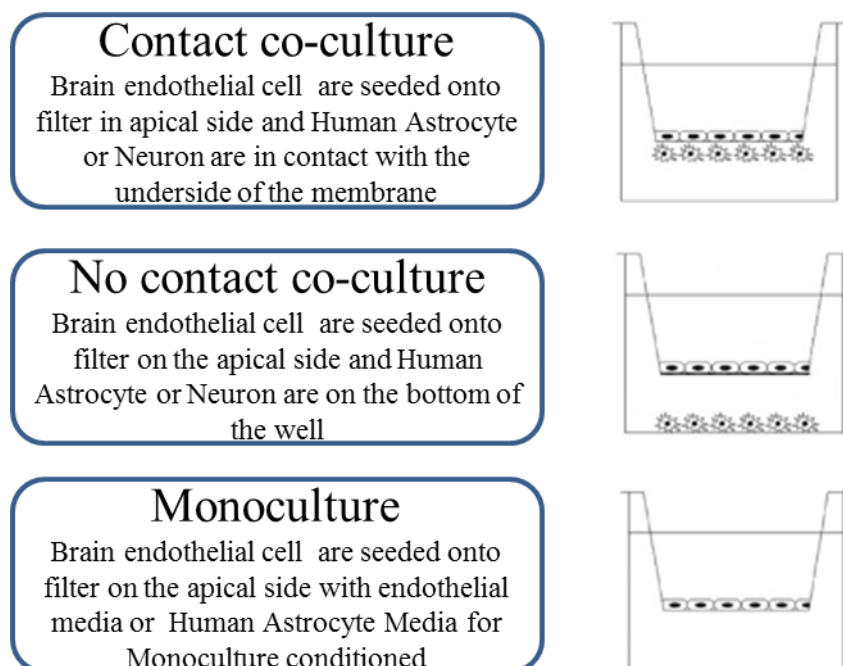 Contact co-culture
Brain endothelial cell are seeded onto
filter in apical side and Human Astrocyte
or Neuron are in contact with the
underside of the membrane
No contact co-culture
Brain endothelial cell are seeded onto
filter on the apical side and Human
Astrocyte or Neuron are on the bottom of
the well
Monoculture
Brain endothelial cell are seeded onto
filter on the apical side with endothelial
media or Human Astrocyte Media for
Monoculture conditioned